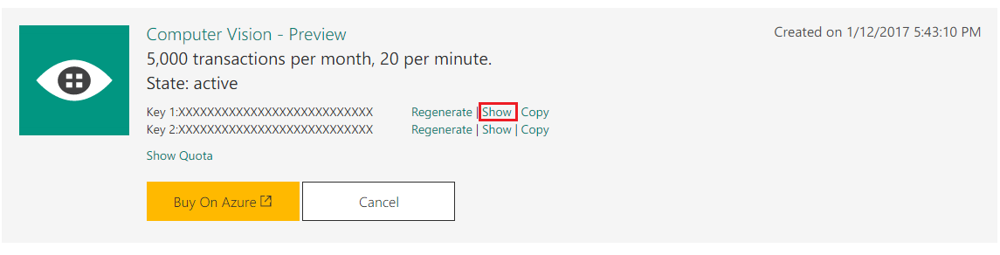 Computer Vision - Preview
Created on 1/12/2017 5:43:10 PM
5,000 transactions per month, 20 per minute.
State: active
Key 1:XXXXXXXXXXXXXXXXXXXXXXXXXXX Regenerate | Show | Copy
Key 2:XXXXXXXXXXXXXXXXXXXXXXXXXXX Regenerate | Show | Copy
Show Quota
Buy On Azure Cancel